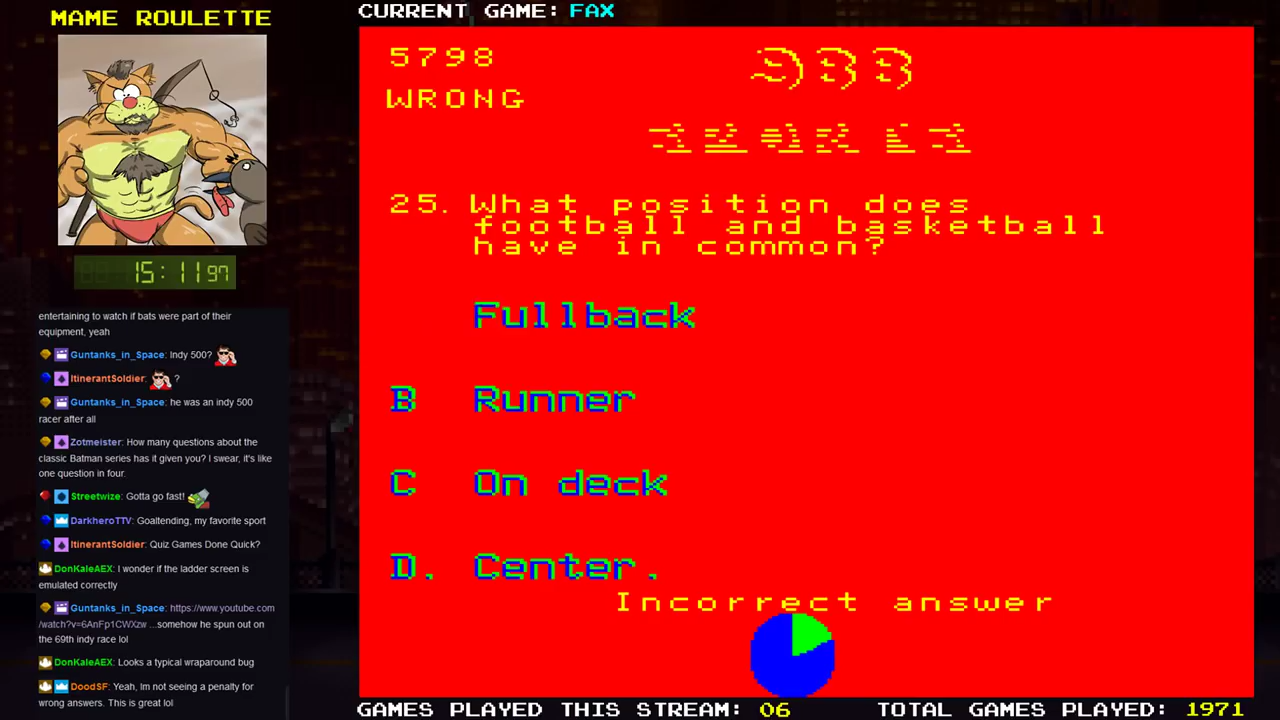 MAME ROULETTE
CURRENT GAME: FAX
5798
WRONG
25. What position does
football and basketball
have in common?
Fullback
B Runner
C On deck
D. Center.
Incorrect answer
15:11 97
entertaining to watch if bats were part of their
equipment, yeah
Guntanks_in_Space: Indy 500?
ItinerantSoldier: ?
Guntanks_in_Space: he was an indy 500
racer after all
Zotmeister: How many questions about the
classic Batman series has it given you? I swear, it's like
one question in four.
Streetwize: Gotta go fast!
DarkheroTTV: Goaltending, my favorite sport
ItinerantSoldier: Quiz Games Done Quick?
DonKaleAEX: I wonder if the ladder screen is
emulated correctly
Guntanks_in_Space: https://www.youtube.com
/watch?v=6AnFp1CWXzw ...somehow he spun out on
the 69th indy race lol
DonKaleAEX: Looks a typical wraparound bug
DoodSF: Yeah, Im not seeing a penalty for
wrong answers. This is great lol
GAMES PLAYED THIS STREAM: 06
TOTAL GAMES PLAYED: 1971